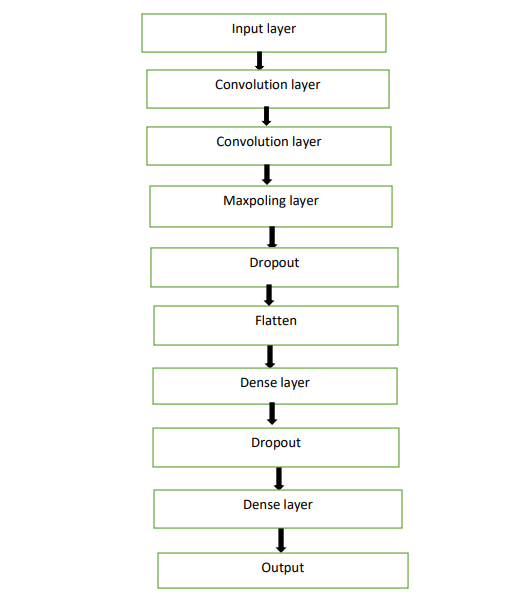 Input layer
Convolution layer
Convolution layer
Maxpoling layer
Dropout
Flatten
Dense layer
Dropout
Dense layer
Output